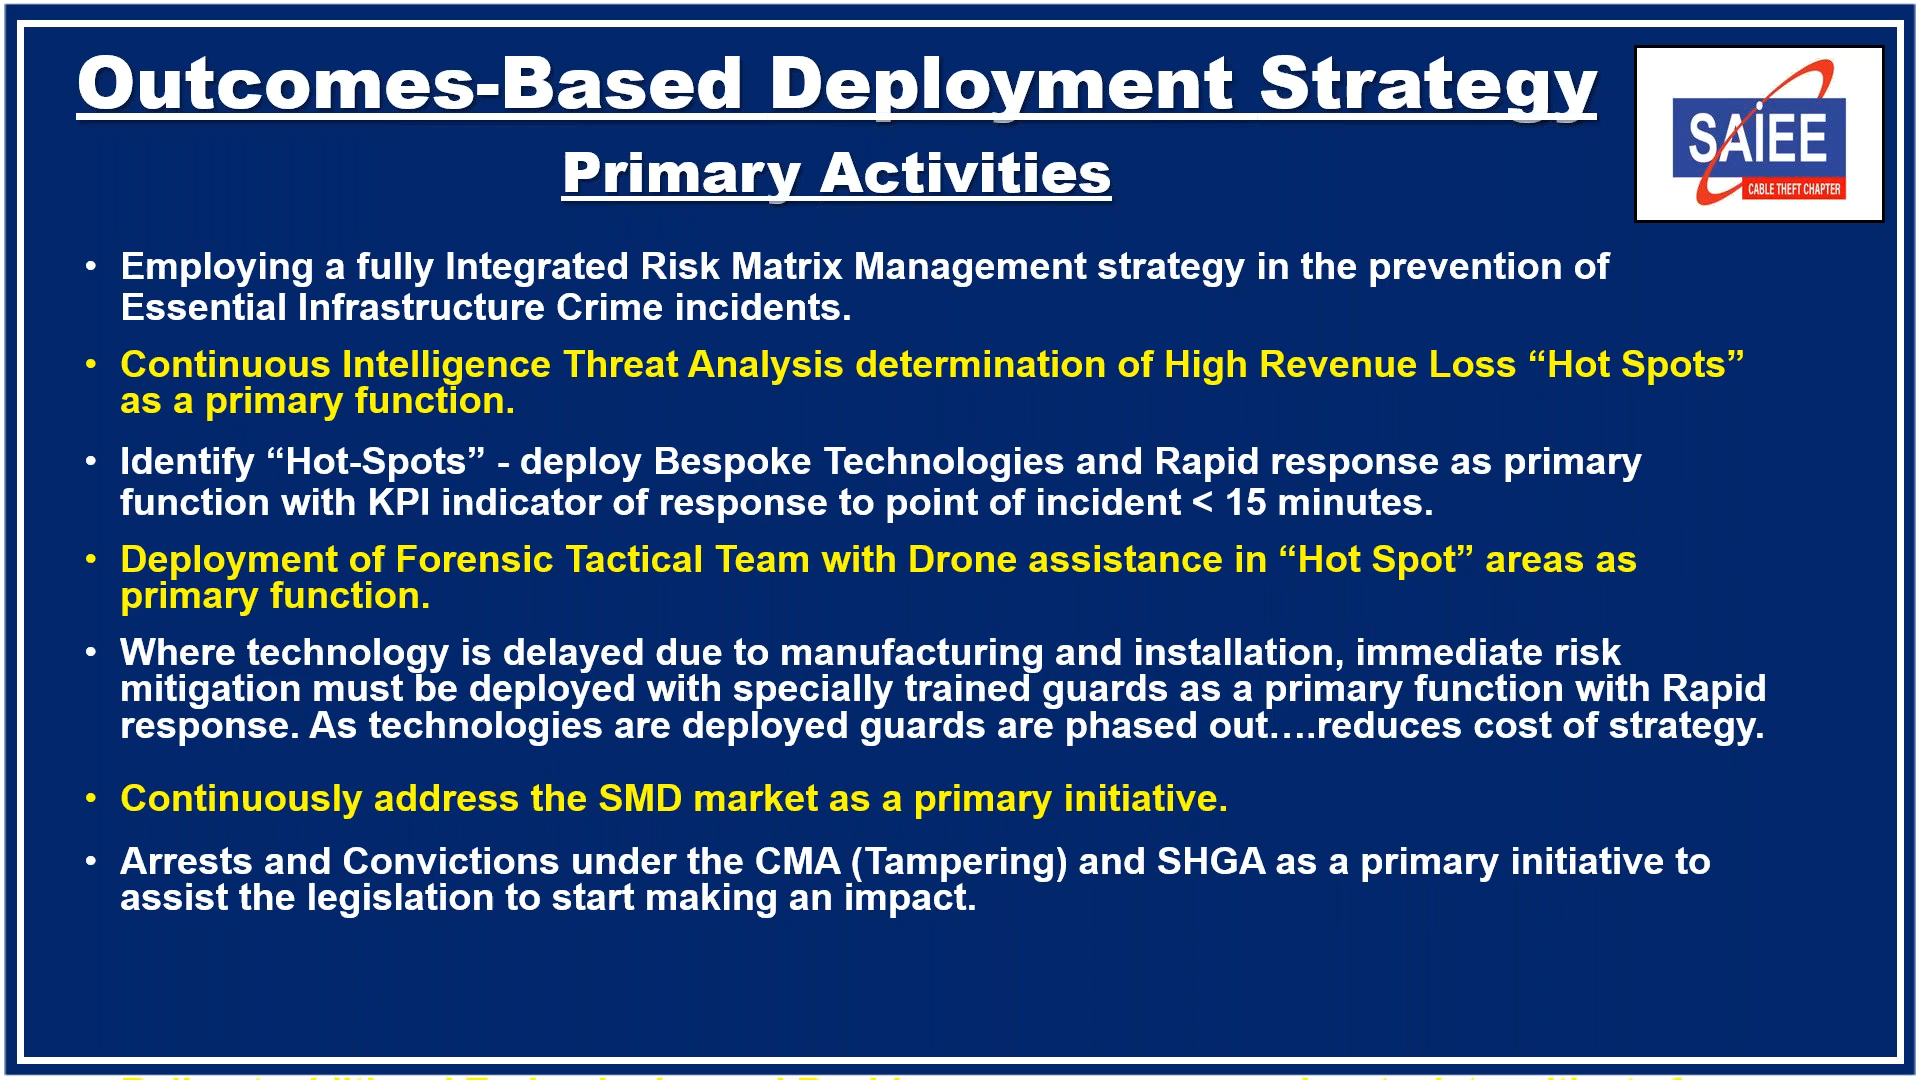 Outcomes-Based Deployment Strategy
Primary Activities
SAiEE
CABLE THEFT CHAPTER
• Employing a fully Integrated Risk Matrix Management strategy in the prevention of
Essential Infrastructure Crime incidents.
• Continuous Intelligence Threat Analysis determination of High Revenue Loss “Hot Spots”
as a primary function.
• Identify “Hot-Spots” - deploy Bespoke Technologies and Rapid response as primary
function with KPI indicator of response to point of incident < 15 minutes.
• Deployment of Forensic Tactical Team with Drone assistance in “Hot Spot” areas as
primary function.
• Where technology is delayed due to manufacturing and installation, immediate risk
mitigation must be deployed with specially trained guards as a primary function with Rapid
response. As technologies are deployed guards are phased out….reduces cost of strategy.
• Continuously address the SMD market as a primary initiative.
• Arrests and Convictions under the CMA (Tampering) and SHGA as a primary initiative to
assist the legislation to start making an impact.